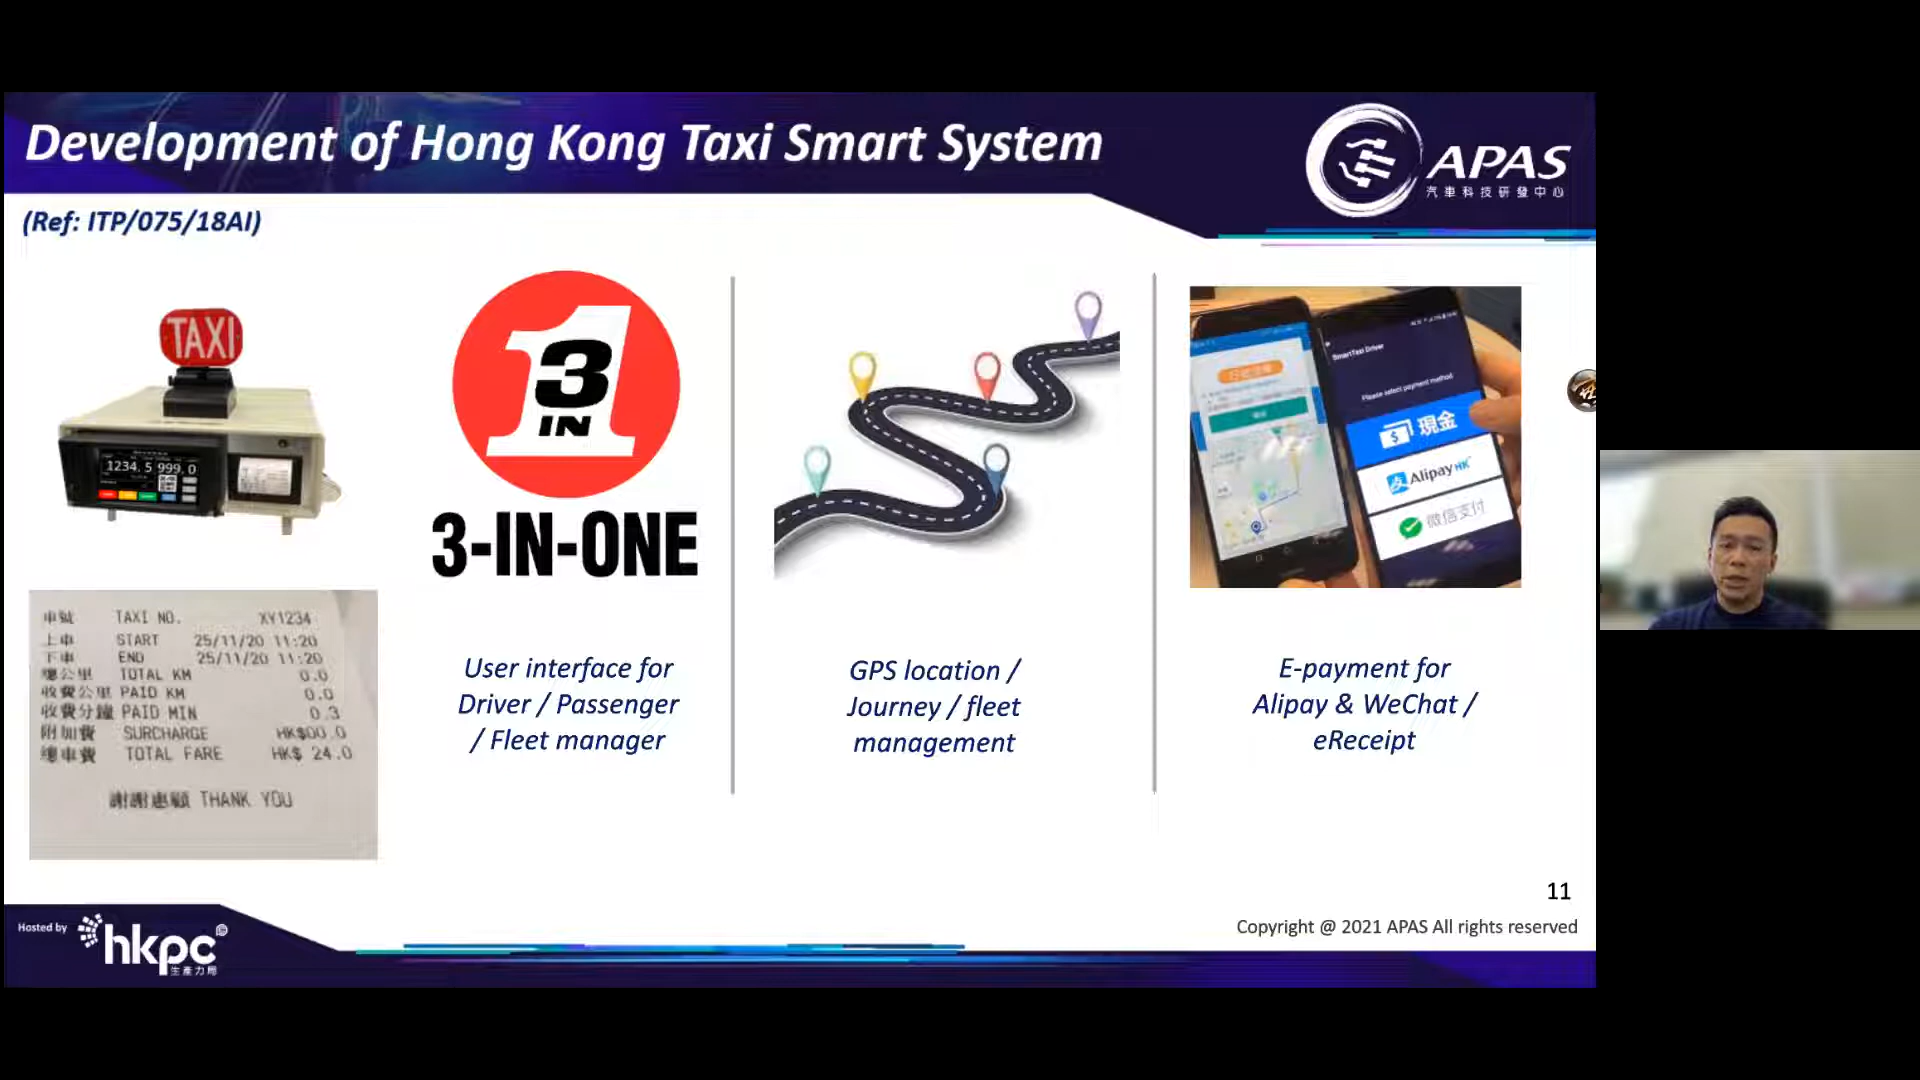 Development of Hong Kong Taxi Smart System
APAS
汽車科技研發中心
(Ref: ITP/075/18AI)
TAXI
1234.5 999.0
1
3
IN
3-IN-ONE
SmartTaxi Driver
Please select payment method
現金
Alipay HK
微信支付
車號 TAXI NO. XY1234
上車 START 25/11/20 11:20
下車 END 25/11/20 11:20
總公里 TOTAL KM 0.0
收費公里 PAID KM 0.0
收費分鐘 PAID MIN 0.3
附加費 SURCHARGE HK$00.0
總車費 TOTAL FARE HK$ 24.0
謝謝惠顧 THANK YOU
User interface for
Driver / Passenger
/ Fleet manager
GPS location /
Journey / fleet
management
E-payment for
Alipay & WeChat /
eReceipt
11
Hosted by
hkpc
生產力局
Copyright @ 2021 APAS All rights reserved